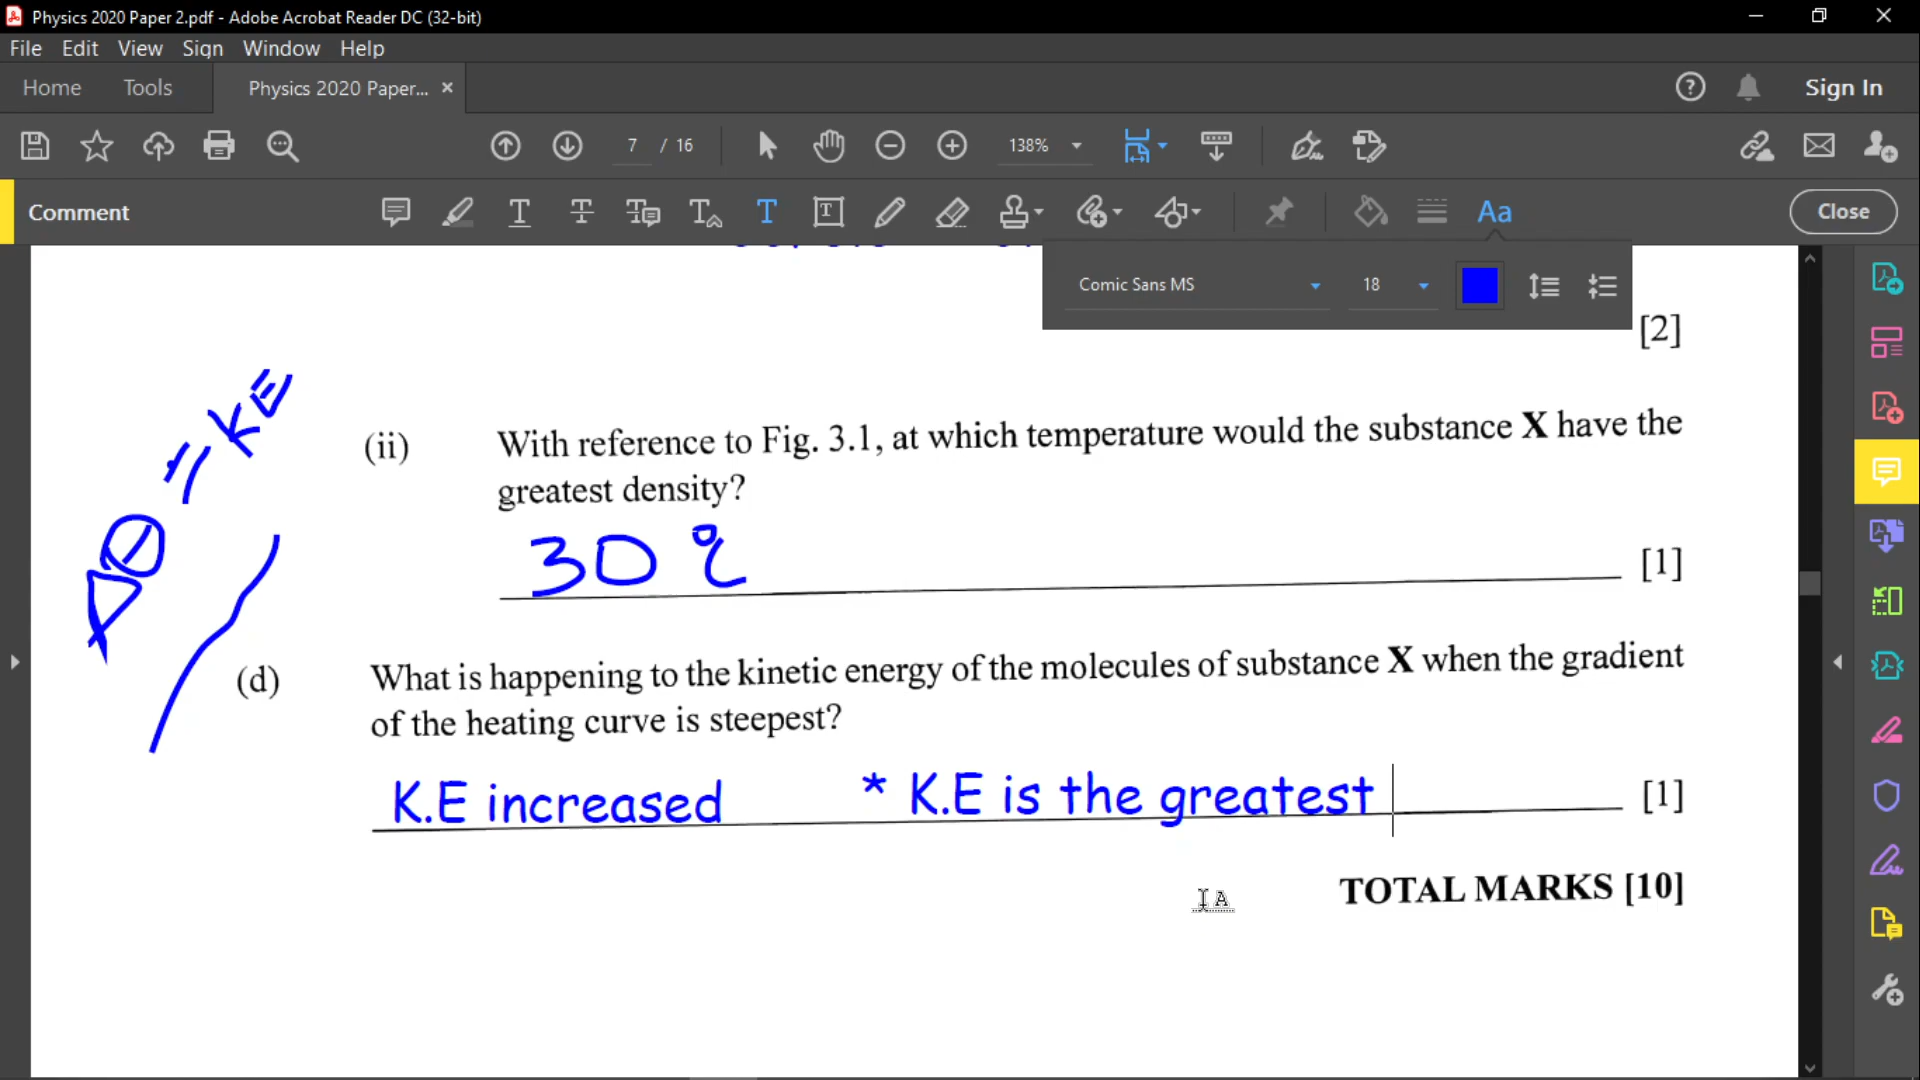 Physics 2020 Paper 2.pdf - Adobe Acrobat Reader DC (32-bit)
File Edit View Sign Window Help
Home Tools Physics 2020 Paper... × Sign In
7 / 16 138%
Comment Close
Comic Sans MS 18
[2]
(ii) With reference to Fig. 3.1, at which temperature would the substance X have the
greatest density?
30 °C
[1]
= KE
(d) What is happening to the kinetic energy of the molecules of substance X when the gradient
of the heating curve is steepest?
K.E increased * K.E is the greatest [1]
TOTAL MARKS [10]